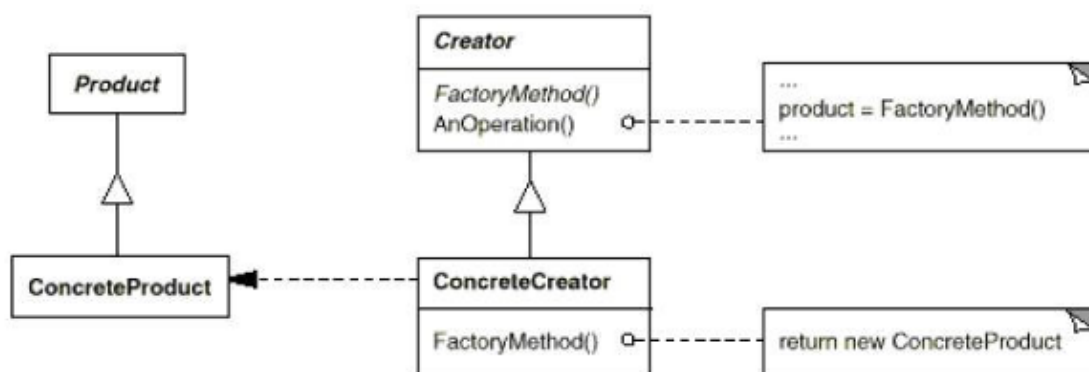 Product
ConcreteProduct
Creator
FactoryMethod()
AnOperation()
...
product = FactoryMethod()
...
ConcreteCreator
FactoryMethod()
return new ConcreteProduct